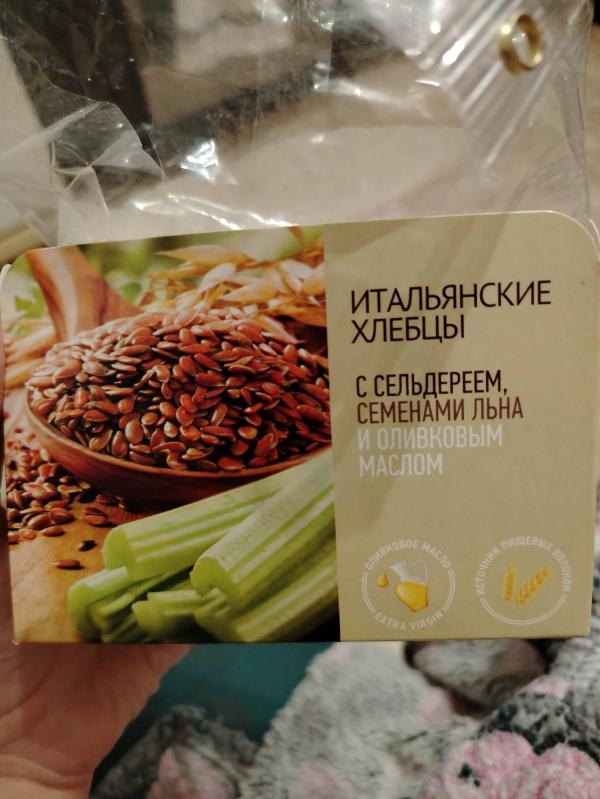 ИТАЛЬЯНСКИЕ
ХЛЕБЦЫ
С СЕЛЬДЕРЕЕМ,
СЕМЕНАМИ ЛЬНА
И ОЛИВКОВЫМ
МАСЛОМ
ОЛИВКОВОЕ МАСЛО
EXTRA VIRGIN
ИСТОЧНИК ПИЩЕВЫХ ВОЛОКОН